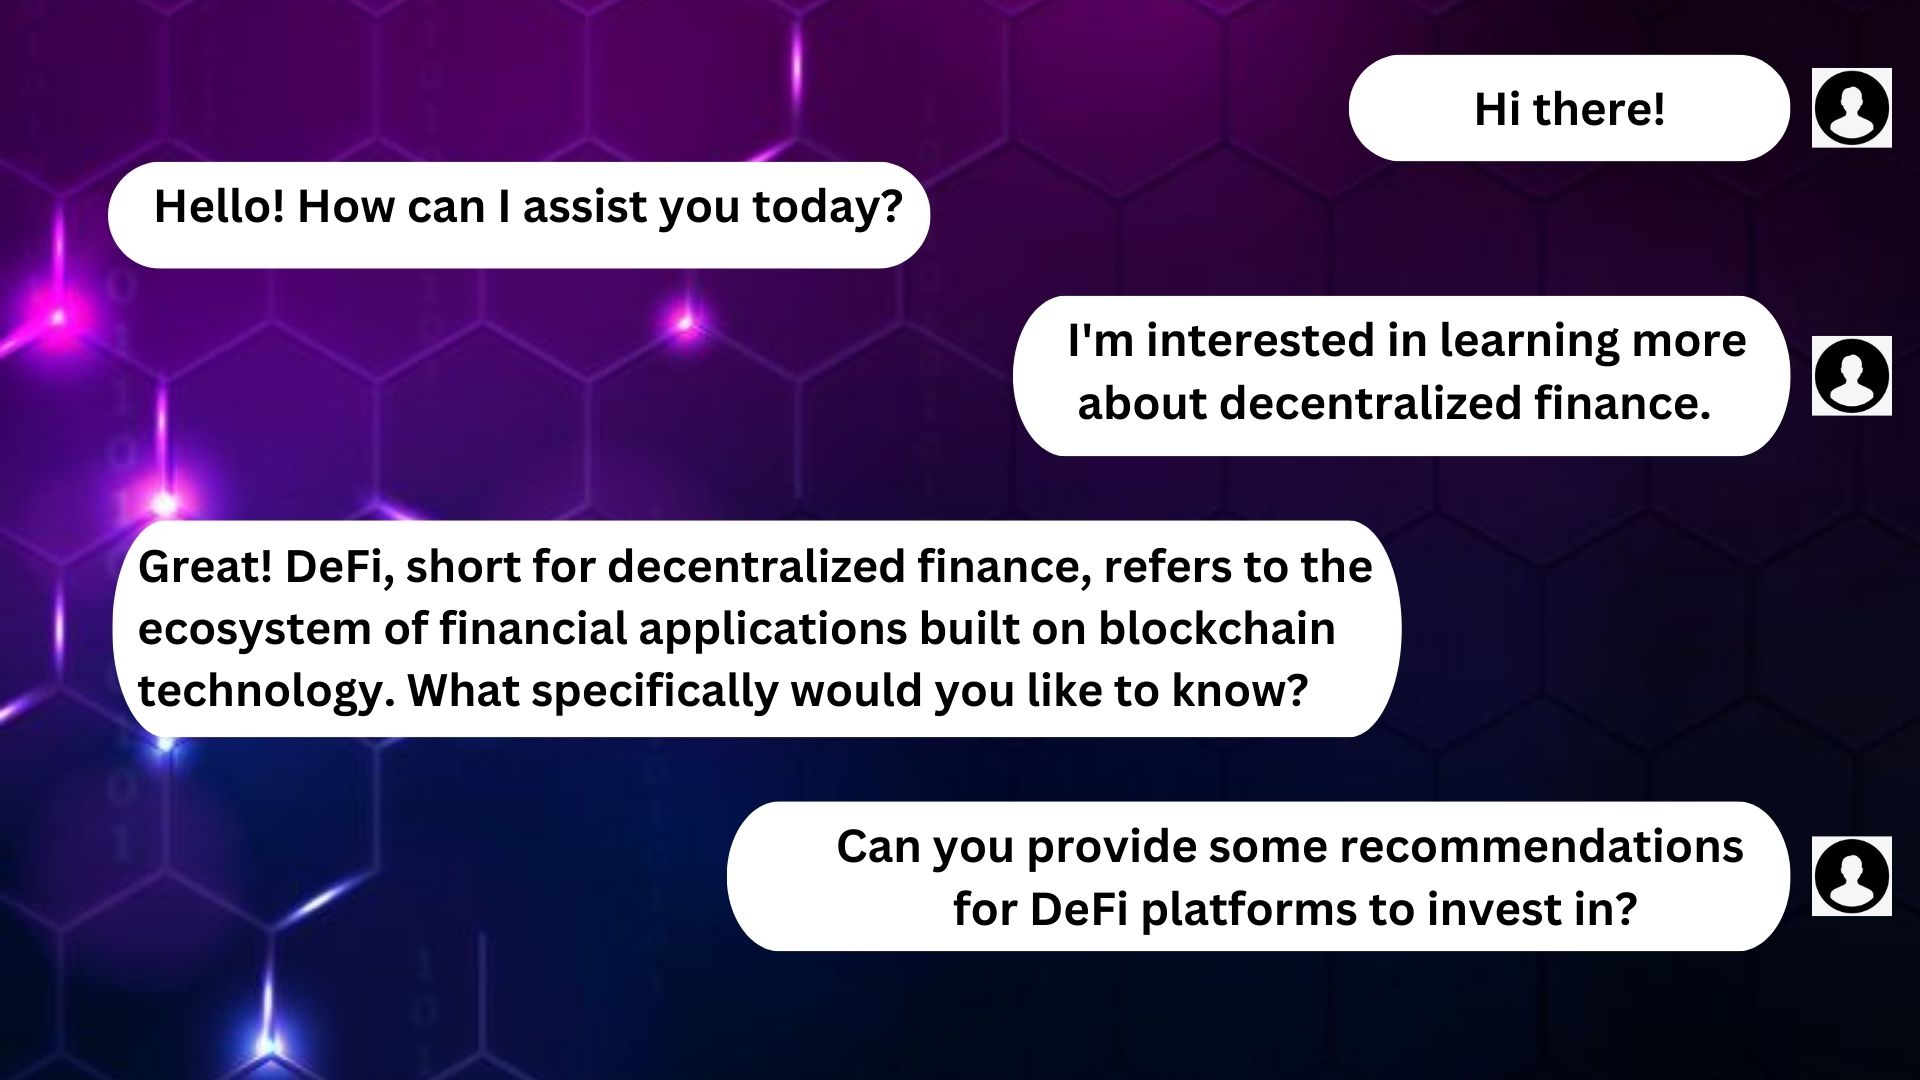 Hi there!
Hello! How can I assist you today?
I'm interested in learning more
about decentralized finance.
Great! DeFi, short for decentralized finance, refers to the
ecosystem of financial applications built on blockchain
technology. What specifically would you like to know?
Can you provide some recommendations
for DeFi platforms to invest in?